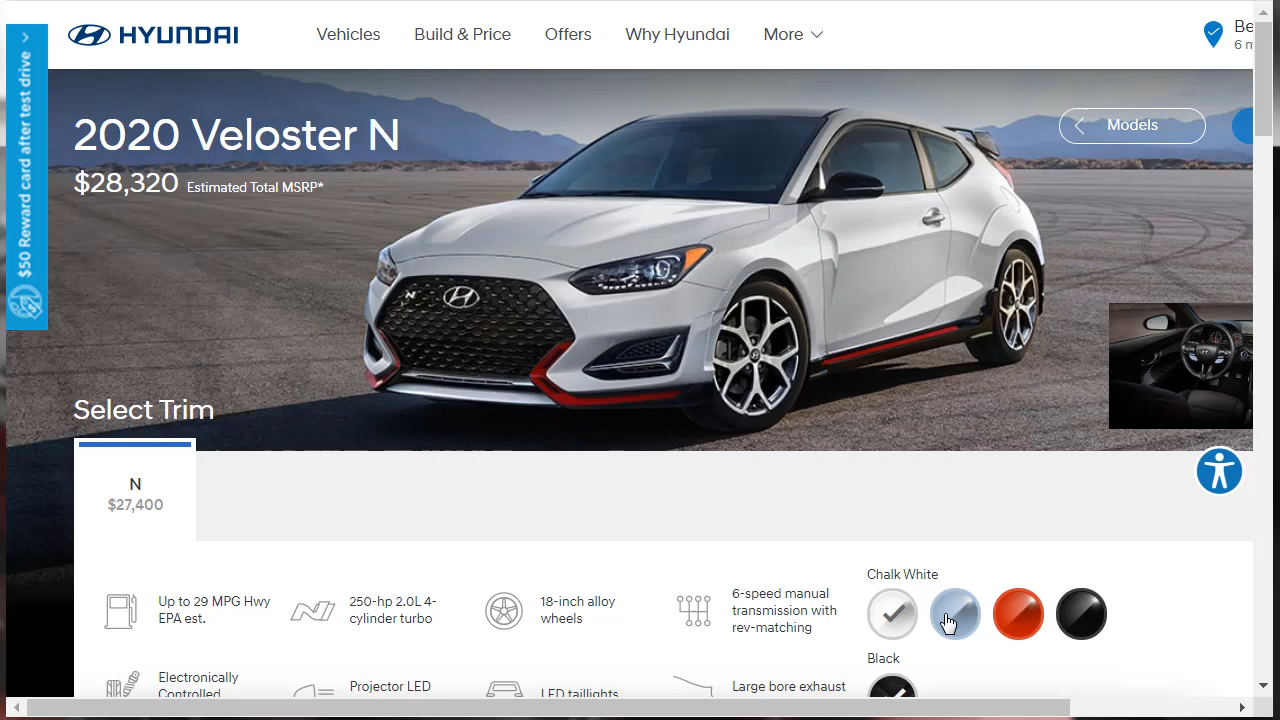 HYUNDAI
Vehicles
Build & Price
Offers
Why Hyundai
More
Be
6 m
$50 Reward card after test drive
2020 Veloster N
$28,320 Estimated Total MSRP*
Models
N
Select Trim
N
$27,400
Up to 29 MPG Hwy
EPA est.
250-hp 2.0L 4-
cylinder turbo
18-inch alloy
wheels
6-speed manual
transmission with
rev-matching
Chalk White
Black
Electronically
Controlled
Projector LED
LED taillights
Large bore exhaust